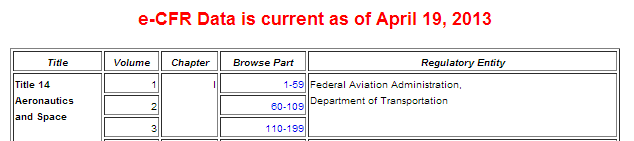 e-CFR Data is current as of April 19, 2013
Title Volume Chapter Browse Part Regulatory Entity
Title 14 1 I 1-59 Federal Aviation Administration,
Aeronautics 2 60-109 Department of Transportation
and Space 3 110-199